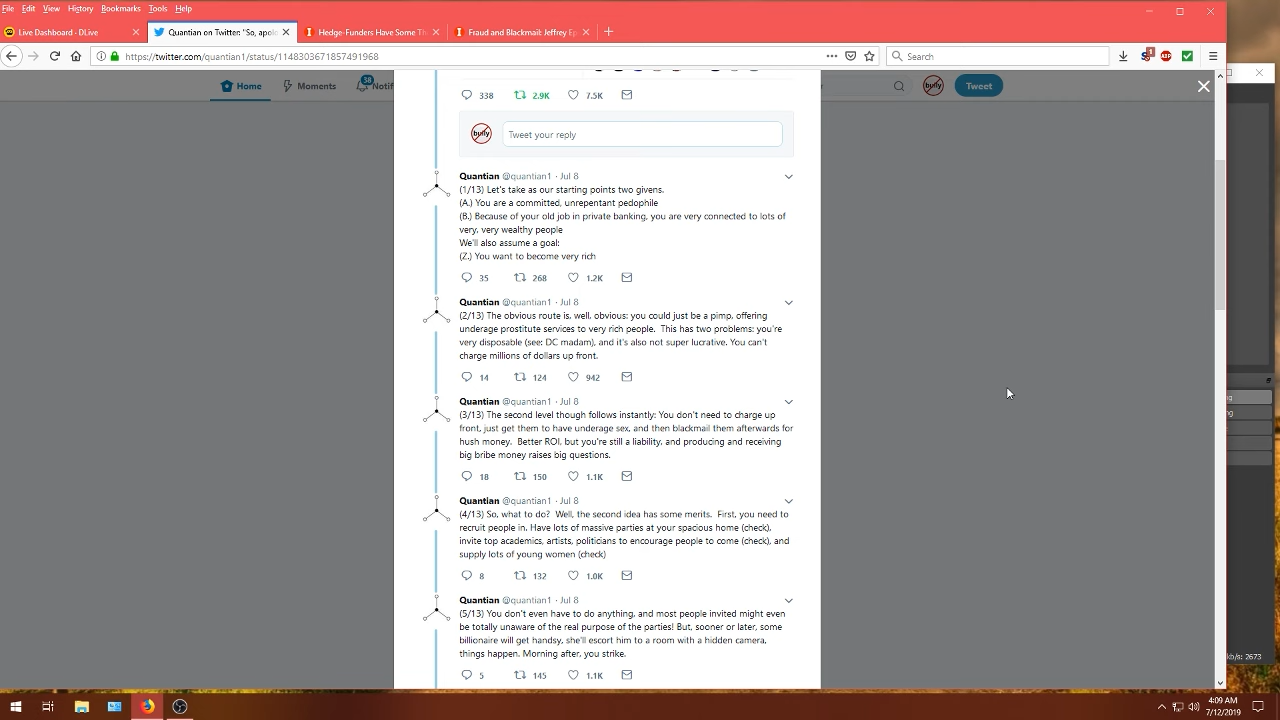 File Edit View History Bookmarks Tools Help
Live Dashboard - DLive
Quantian on Twitter: "So, apolo
Hedge-Funders Have Some Th
Fraud and Blackmail: Jeffrey Ep
https://twitter.com/quantian1/status/1148303671857491968
Search
Home
Moments
38
Notif
bully
Tweet
338 2.9K 7.5K
bully
Tweet your reply
Quantian @quantian1 · Jul 8
(1/13) Let's take as our starting points two givens.
(A.) You are a committed, unrepentant pedophile
(B.) Because of your old job in private banking, you are very connected to lots of
very, very wealthy people
We'll also assume a goal:
(Z.) You want to become very rich
35 268 1.2K
Quantian @quantian1 · Jul 8
(2/13) The obvious route is, well, obvious: you could just be a pimp, offering
underage prostitute services to very rich people. This has two problems: you're
very disposable (see: DC madam), and it's also not super lucrative. You can't
charge millions of dollars up front.
14 124 942
Quantian @quantian1 · Jul 8
(3/13) The second level though follows instantly: You don't need to charge up
front, just get them to have underage sex, and then blackmail them afterwards for
hush money. Better ROI, but you're still a liability, and producing and receiving
big bribe money raises big questions.
18 150 1.1K
Quantian @quantian1 · Jul 8
(4/13) So, what to do? Well, the second idea has some merits. First, you need to
recruit people in. Have lots of massive parties at your spacious home (check),
invite top academics, artists, politicians to encourage people to come (check), and
supply lots of young women (check)
8 132 1.0K
Quantian @quantian1 · Jul 8
(5/13) You don't even have to do anything, and most people invited might even
be totally unaware of the real purpose of the parties! But, sooner or later, some
billionaire will get handsy, she'll escort him to a room with a hidden camera,
things happen. Morning after, you strike.
5 145 1.1K
kb/s: 2673
4:09 AM
7/12/2019